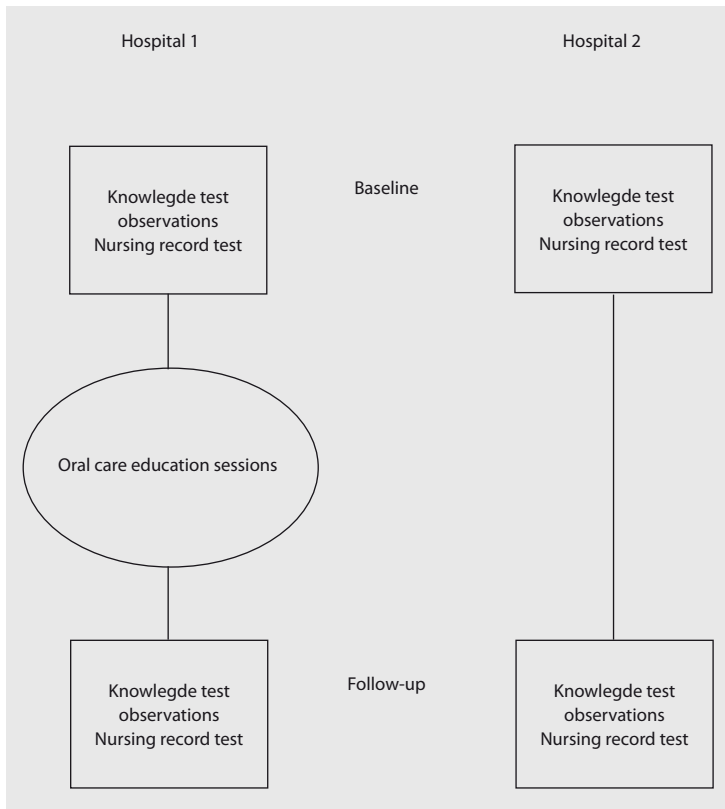 Hospital 1
Hospital 2
Knowlegde test
observations
Nursing record test
Baseline
Knowlegde test
observations
Nursing record test
Oral care education sessions
Knowlegde test
observations
Nursing record test
Follow-up
Knowlegde test
observations
Nursing record test